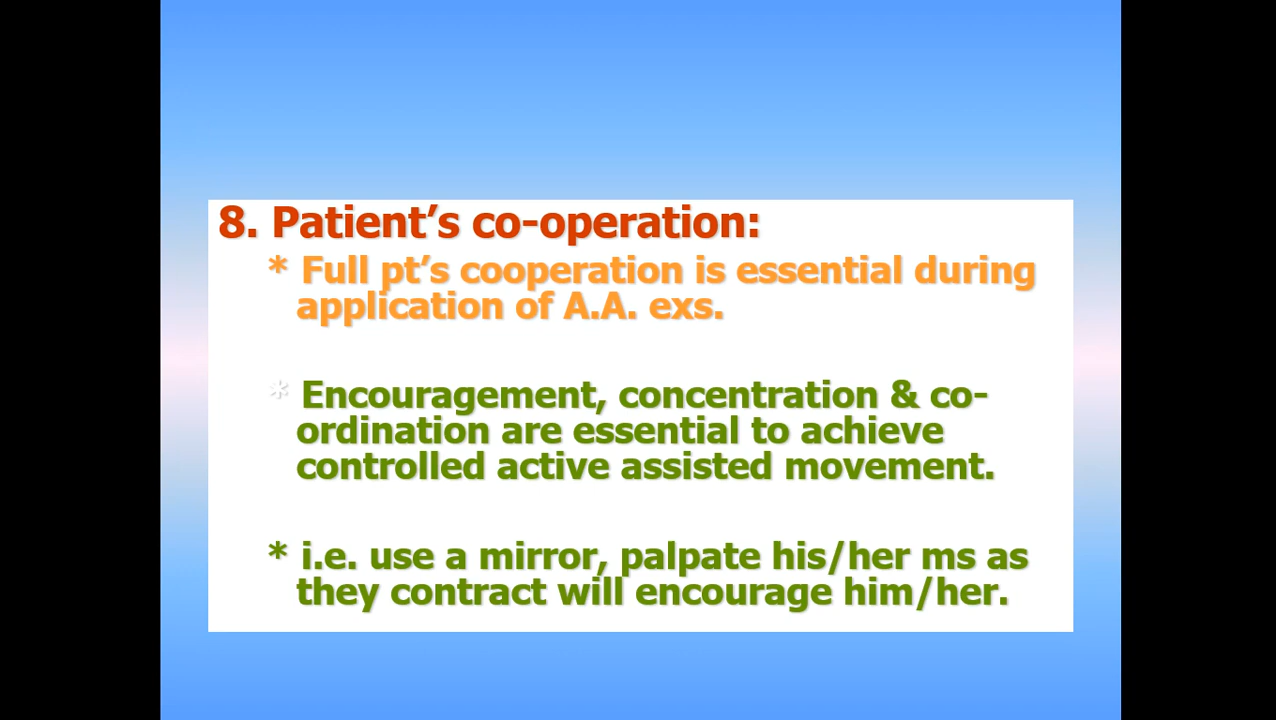 8. Patient’s co-operation:
* Full pt’s cooperation is essential during
application of A.A. exs.
* Encouragement, concentration & co-
ordination are essential to achieve
controlled active assisted movement.
* i.e. use a mirror, palpate his/her ms as
they contract will encourage him/her.